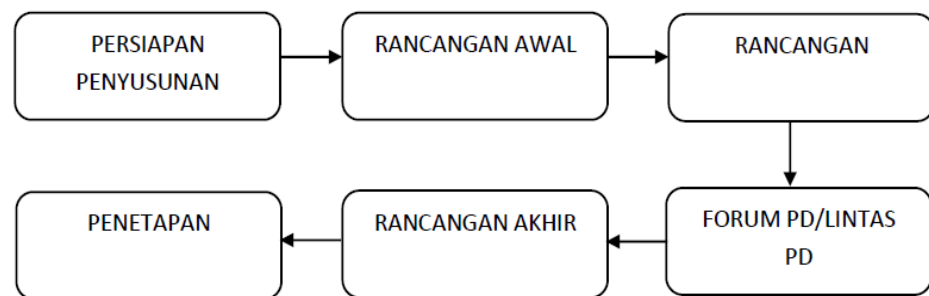 PERSIAPAN
PENYUSUNAN
RANCANGAN AWAL
RANCANGAN
FORUM PD/LINTAS
PD
RANCANGAN AKHIR
PENETAPAN